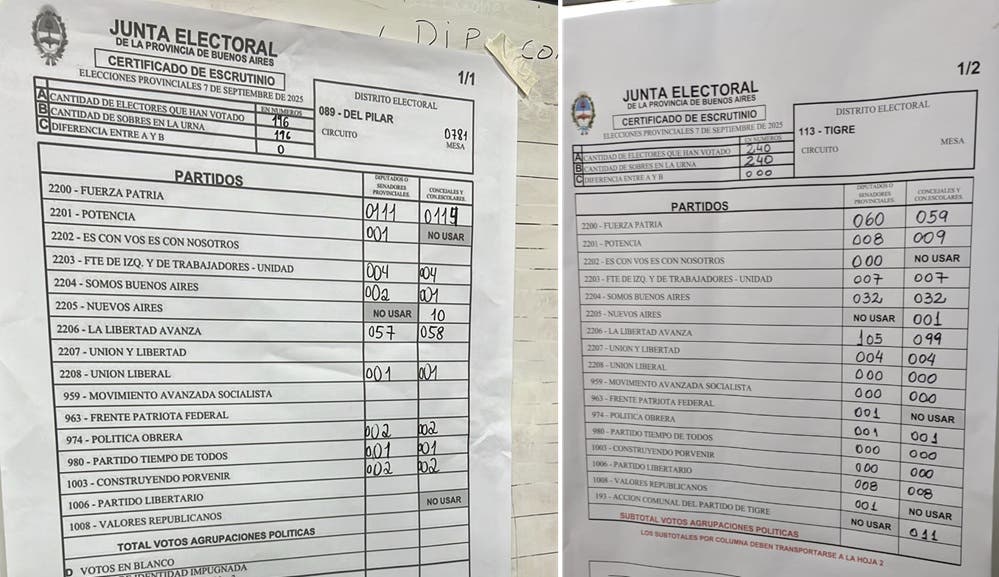 DIP CO
JUNTA ELECTORAL
DE LA PROVINCIA DE BUENOS AIRES
CERTIFICADO DE ESCRUTINIO
ELECCIONES PROVINCIALES 7 DE SEPTIEMBRE DE 2025
1/1
EN NUMEROS
A CANTIDAD DE ELECTORES QUE HAN VOTADO 196
B CANTIDAD DE SOBRES EN LA URNA 196
C DIFERENCIA ENTRE A Y B 0
DISTRITO ELECTORAL
089 - DEL PILAR
CIRCUITO 0781
MESA
PARTIDOS DIPUTADOS O SENADORES PROVINCIALES. CONCEJALES Y CON.ESCOLARES.
2200 - FUERZA PATRIA
2201 - POTENCIA 0111 0119
2202 - ES CON VOS ES CON NOSOTROS 001 NO USAR
2203 - FTE DE IZQ. Y DE TRABAJADORES - UNIDAD 004 004
2204 - SOMOS BUENOS AIRES 002 001
2205 - NUEVOS AIRES NO USAR 10
2206 - LA LIBERTAD AVANZA 057 058
2207 - UNION Y LIBERTAD
2208 - UNION LIBERAL 001 001
959 - MOVIMIENTO AVANZADA SOCIALISTA
963 - FRENTE PATRIOTA FEDERAL
974 - POLITICA OBRERA 002 002
980 - PARTIDO TIEMPO DE TODOS 001 01
1003 - CONSTRUYENDO PORVENIR 002 002
1006 - PARTIDO LIBERTARIO NO USAR
1008 - VALORES REPUBLICANOS
TOTAL VOTOS AGRUPACIONES POLITICAS
D VOTOS EN BLANCO
DE IDENTIDAD IMPUGNADA
1/2
JUNTA ELECTORAL
DE LA PROVINCIA DE BUENOS AIRES
CERTIFICADO DE ESCRUTINIO
ELECCIONES PROVINCIALES 7 DE SEPTIEMBRE DE 2025
EN NUMEROS
A CANTIDAD DE ELECTORES QUE HAN VOTADO 240
B CANTIDAD DE SOBRES EN LA URNA 240
C DIFERENCIA ENTRE A Y B 000
DISTRITO ELECTORAL
113 - TIGRE
CIRCUITO MESA
PARTIDOS DIPUTADOS O SENADORES PROVINCIALES. CONCEJALES Y CON.ESCOLARES.
2200 - FUERZA PATRIA 060 059
2201 - POTENCIA 008 009
2202 - ES CON VOS ES CON NOSOTROS 000 NO USAR
2203 - FTE DE IZQ. Y DE TRABAJADORES - UNIDAD 007 007
2204 - SOMOS BUENOS AIRES 032 032
2205 - NUEVOS AIRES NO USAR 001
2206 - LA LIBERTAD AVANZA 105 099
2207 - UNION Y LIBERTAD 004 004
2208 - UNION LIBERAL 000 000
959 - MOVIMIENTO AVANZADA SOCIALISTA 000 000
963 - FRENTE PATRIOTA FEDERAL 001 NO USAR
974 - POLITICA OBRERA 001 001
980 - PARTIDO TIEMPO DE TODOS 000 000
1003 - CONSTRUYENDO PORVENIR 000 000
1006 - PARTIDO LIBERTARIO 008 008
1008 - VALORES REPUBLICANOS 001 NO USAR
193 - ACCION COMUNAL DEL PARTIDO DE TIGRE NO USAR 011
SUBTOTAL VOTOS AGRUPACIONES POLITICAS
LOS SUBTOTALES POR COLUMNA DEBEN TRANSPORTARSE A LA HOJA 2